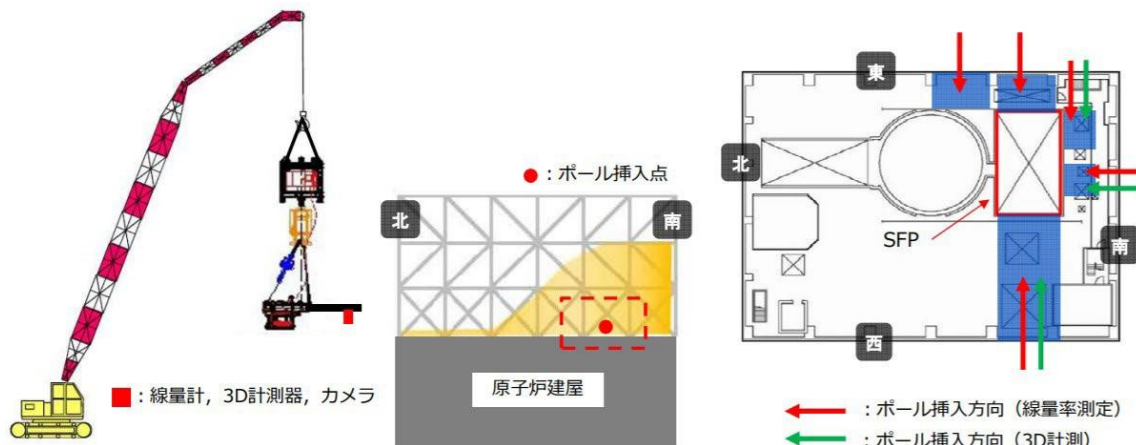 ■：線量計，3D計測器，カメラ
●：ポール挿入点
北
南
原子炉建屋
東
北
SFP
南
西
：ポール挿入方向（線量率測定）
：ポール挿入方向（3D計測）